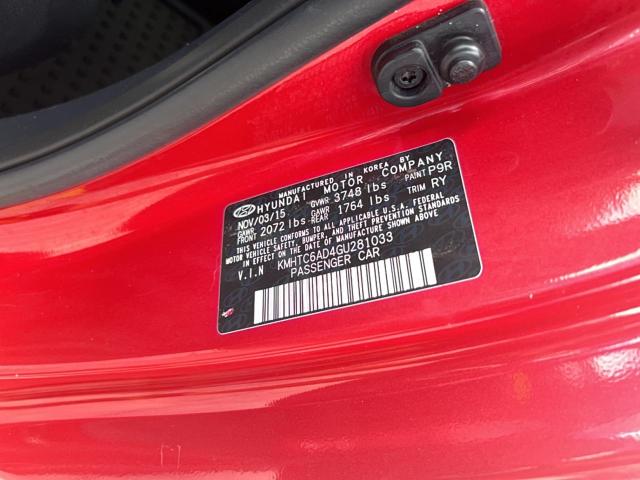 MANUFACTURED IN KOREA BY
HYUNDAI MOTOR COMPANY
NOV/03/15 GVWR 3748 lbs PAINT P9R
GAWR FRONT 2072 lbs GAWR REAR 1764 lbs TRIM RY
THIS VEHICLE CONFORMS TO ALL APPLICABLE U.S.A. FEDERAL
MOTOR VEHICLE SAFETY, BUMPER, AND THEFT PREVENTION
STANDARDS IN EFFECT ON THE DATE OF MANUFACTURE SHOWN ABOVE.
V.I.N KMHTC6AD4GU281033
PASSENGER CAR